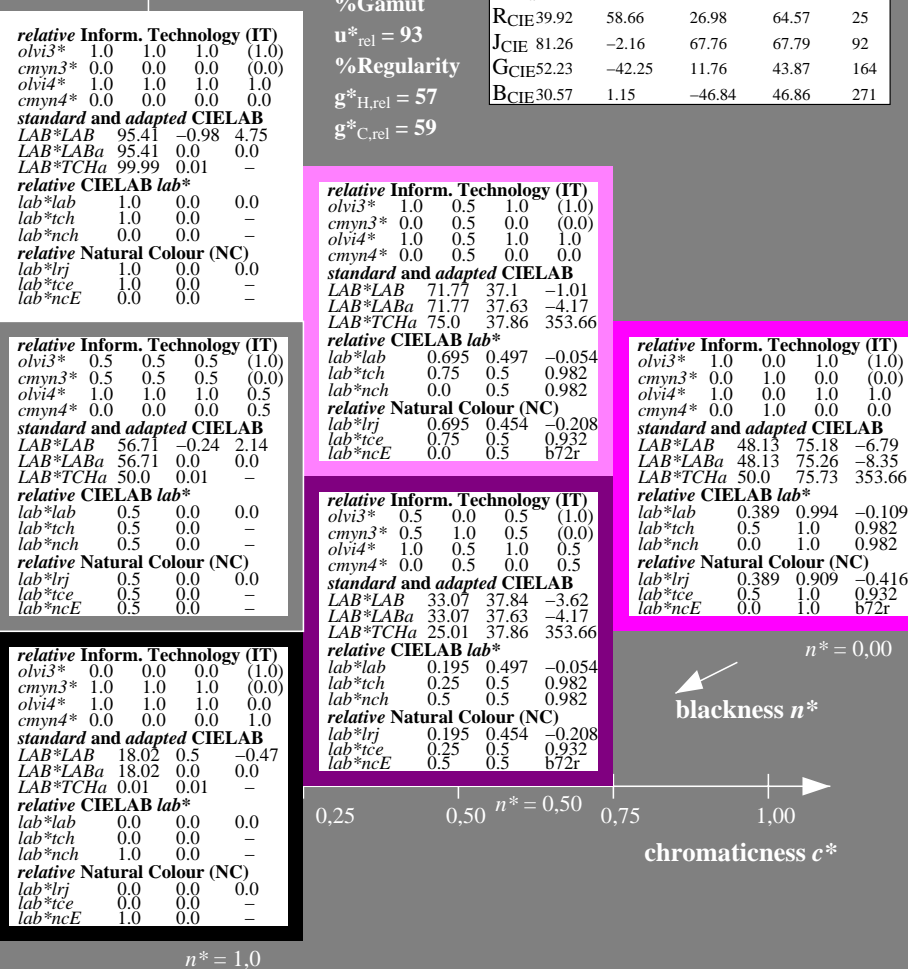 %Gamut
u*rel = 93
%Regularity
g*H,rel = 57
g*C,rel = 59
RCIE 39.92 58.66 26.98 64.57 25
JCIE 81.26 −2.16 67.76 67.79 92
GCIE 52.23 −42.25 11.76 43.87 164
BCIE 30.57 1.15 −46.84 46.86 271
relative Inform. Technology (IT)
olvi3* 1.0 1.0 1.0 (1.0)
cmyn3* 0.0 0.0 0.0 (0.0)
olvi4* 1.0 1.0 1.0 1.0
cmyn4* 0.0 0.0 0.0 0.0
standard and adapted CIELAB
LAB*LAB 95.41 −0.98 4.75
LAB*LABa 95.41 0.0 0.0
LAB*TCHa 99.99 0.01 –
relative CIELAB lab*
lab*lab 1.0 0.0 0.0
lab*tch 1.0 0.0 –
lab*nch 0.0 0.0 –
relative Natural Colour (NC)
lab*lrj 1.0 0.0 0.0
lab*tce 1.0 0.0 –
lab*ncE 0.0 0.0 –
relative Inform. Technology (IT)
olvi3* 1.0 0.5 1.0 (1.0)
cmyn3* 0.0 0.5 0.0 (0.0)
olvi4* 1.0 0.5 1.0 1.0
cmyn4* 0.0 0.5 0.0 0.0
standard and adapted CIELAB
LAB*LAB 71.77 37.1 −1.01
LAB*LABa 71.77 37.63 −4.17
LAB*TCHa 75.0 37.86 353.66
relative CIELAB lab*
lab*lab 0.695 0.497 −0.054
lab*tch 0.75 0.5 0.982
lab*nch 0.0 0.5 0.982
relative Natural Colour (NC)
lab*lrj 0.695 0.454 −0.208
lab*tce 0.75 0.5 0.932
lab*ncE 0.0 0.5 b72r
relative Inform. Technology (IT)
olvi3* 0.5 0.5 0.5 (1.0)
cmyn3* 0.5 0.5 0.5 (0.0)
olvi4* 1.0 1.0 1.0 0.5
cmyn4* 0.0 0.0 0.0 0.5
standard and adapted CIELAB
LAB*LAB 56.71 −0.24 2.14
LAB*LABa 56.71 0.0 0.0
LAB*TCHa 50.0 0.01 –
relative CIELAB lab*
lab*lab 0.5 0.0 0.0
lab*tch 0.5 0.0 –
lab*nch 0.5 0.0 –
relative Natural Colour (NC)
lab*lrj 0.5 0.0 0.0
lab*tce 0.5 0.0 –
lab*ncE 0.5 0.0 –
relative Inform. Technology (IT)
olvi3* 1.0 0.0 1.0 (1.0)
cmyn3* 0.0 1.0 0.0 (0.0)
olvi4* 1.0 0.0 1.0 1.0
cmyn4* 0.0 1.0 0.0 0.0
standard and adapted CIELAB
LAB*LAB 48.13 75.18 −6.79
LAB*LABa 48.13 75.26 −8.35
LAB*TCHa 50.0 75.73 353.66
relative CIELAB lab*
lab*lab 0.389 0.994 −0.109
lab*tch 0.5 1.0 0.982
lab*nch 0.0 1.0 0.982
relative Natural Colour (NC)
lab*lrj 0.389 0.909 −0.416
lab*tce 0.5 1.0 0.932
lab*ncE 0.0 1.0 b72r
relative Inform. Technology (IT)
olvi3* 0.5 0.0 0.5 (1.0)
cmyn3* 0.5 1.0 0.5 (0.0)
olvi4* 1.0 0.5 1.0 0.5
cmyn4* 0.0 0.5 0.0 0.5
standard and adapted CIELAB
LAB*LAB 33.07 37.84 −3.62
LAB*LABa 33.07 37.63 −4.17
LAB*TCHa 25.01 37.86 353.66
relative CIELAB lab*
lab*lab 0.195 0.497 −0.054
lab*tch 0.25 0.5 0.982
lab*nch 0.5 0.5 0.982
relative Natural Colour (NC)
lab*lrj 0.195 0.454 −0.208
lab*tce 0.25 0.5 0.932
lab*ncE 0.5 0.5 b72r
n* = 0,00
blackness n*
relative Inform. Technology (IT)
olvi3* 0.0 0.0 0.0 (1.0)
cmyn3* 1.0 1.0 1.0 (0.0)
olvi4* 1.0 1.0 1.0 0.0
cmyn4* 0.0 0.0 0.0 1.0
standard and adapted CIELAB
LAB*LAB 18.02 0.5 −0.47
LAB*LABa 18.02 0.0 0.0
LAB*TCHa 0.01 0.01 –
relative CIELAB lab*
lab*lab 0.0 0.0 0.0
lab*tch 0.0 0.0 –
lab*nch 1.0 0.0 –
relative Natural Colour (NC)
lab*lrj 0.0 0.0 0.0
lab*tce 0.0 0.0 –
lab*ncE 1.0 0.0 –
0,25 0,50 n* = 0,50 0,75 1,00
chromaticness c*
n* = 1,0